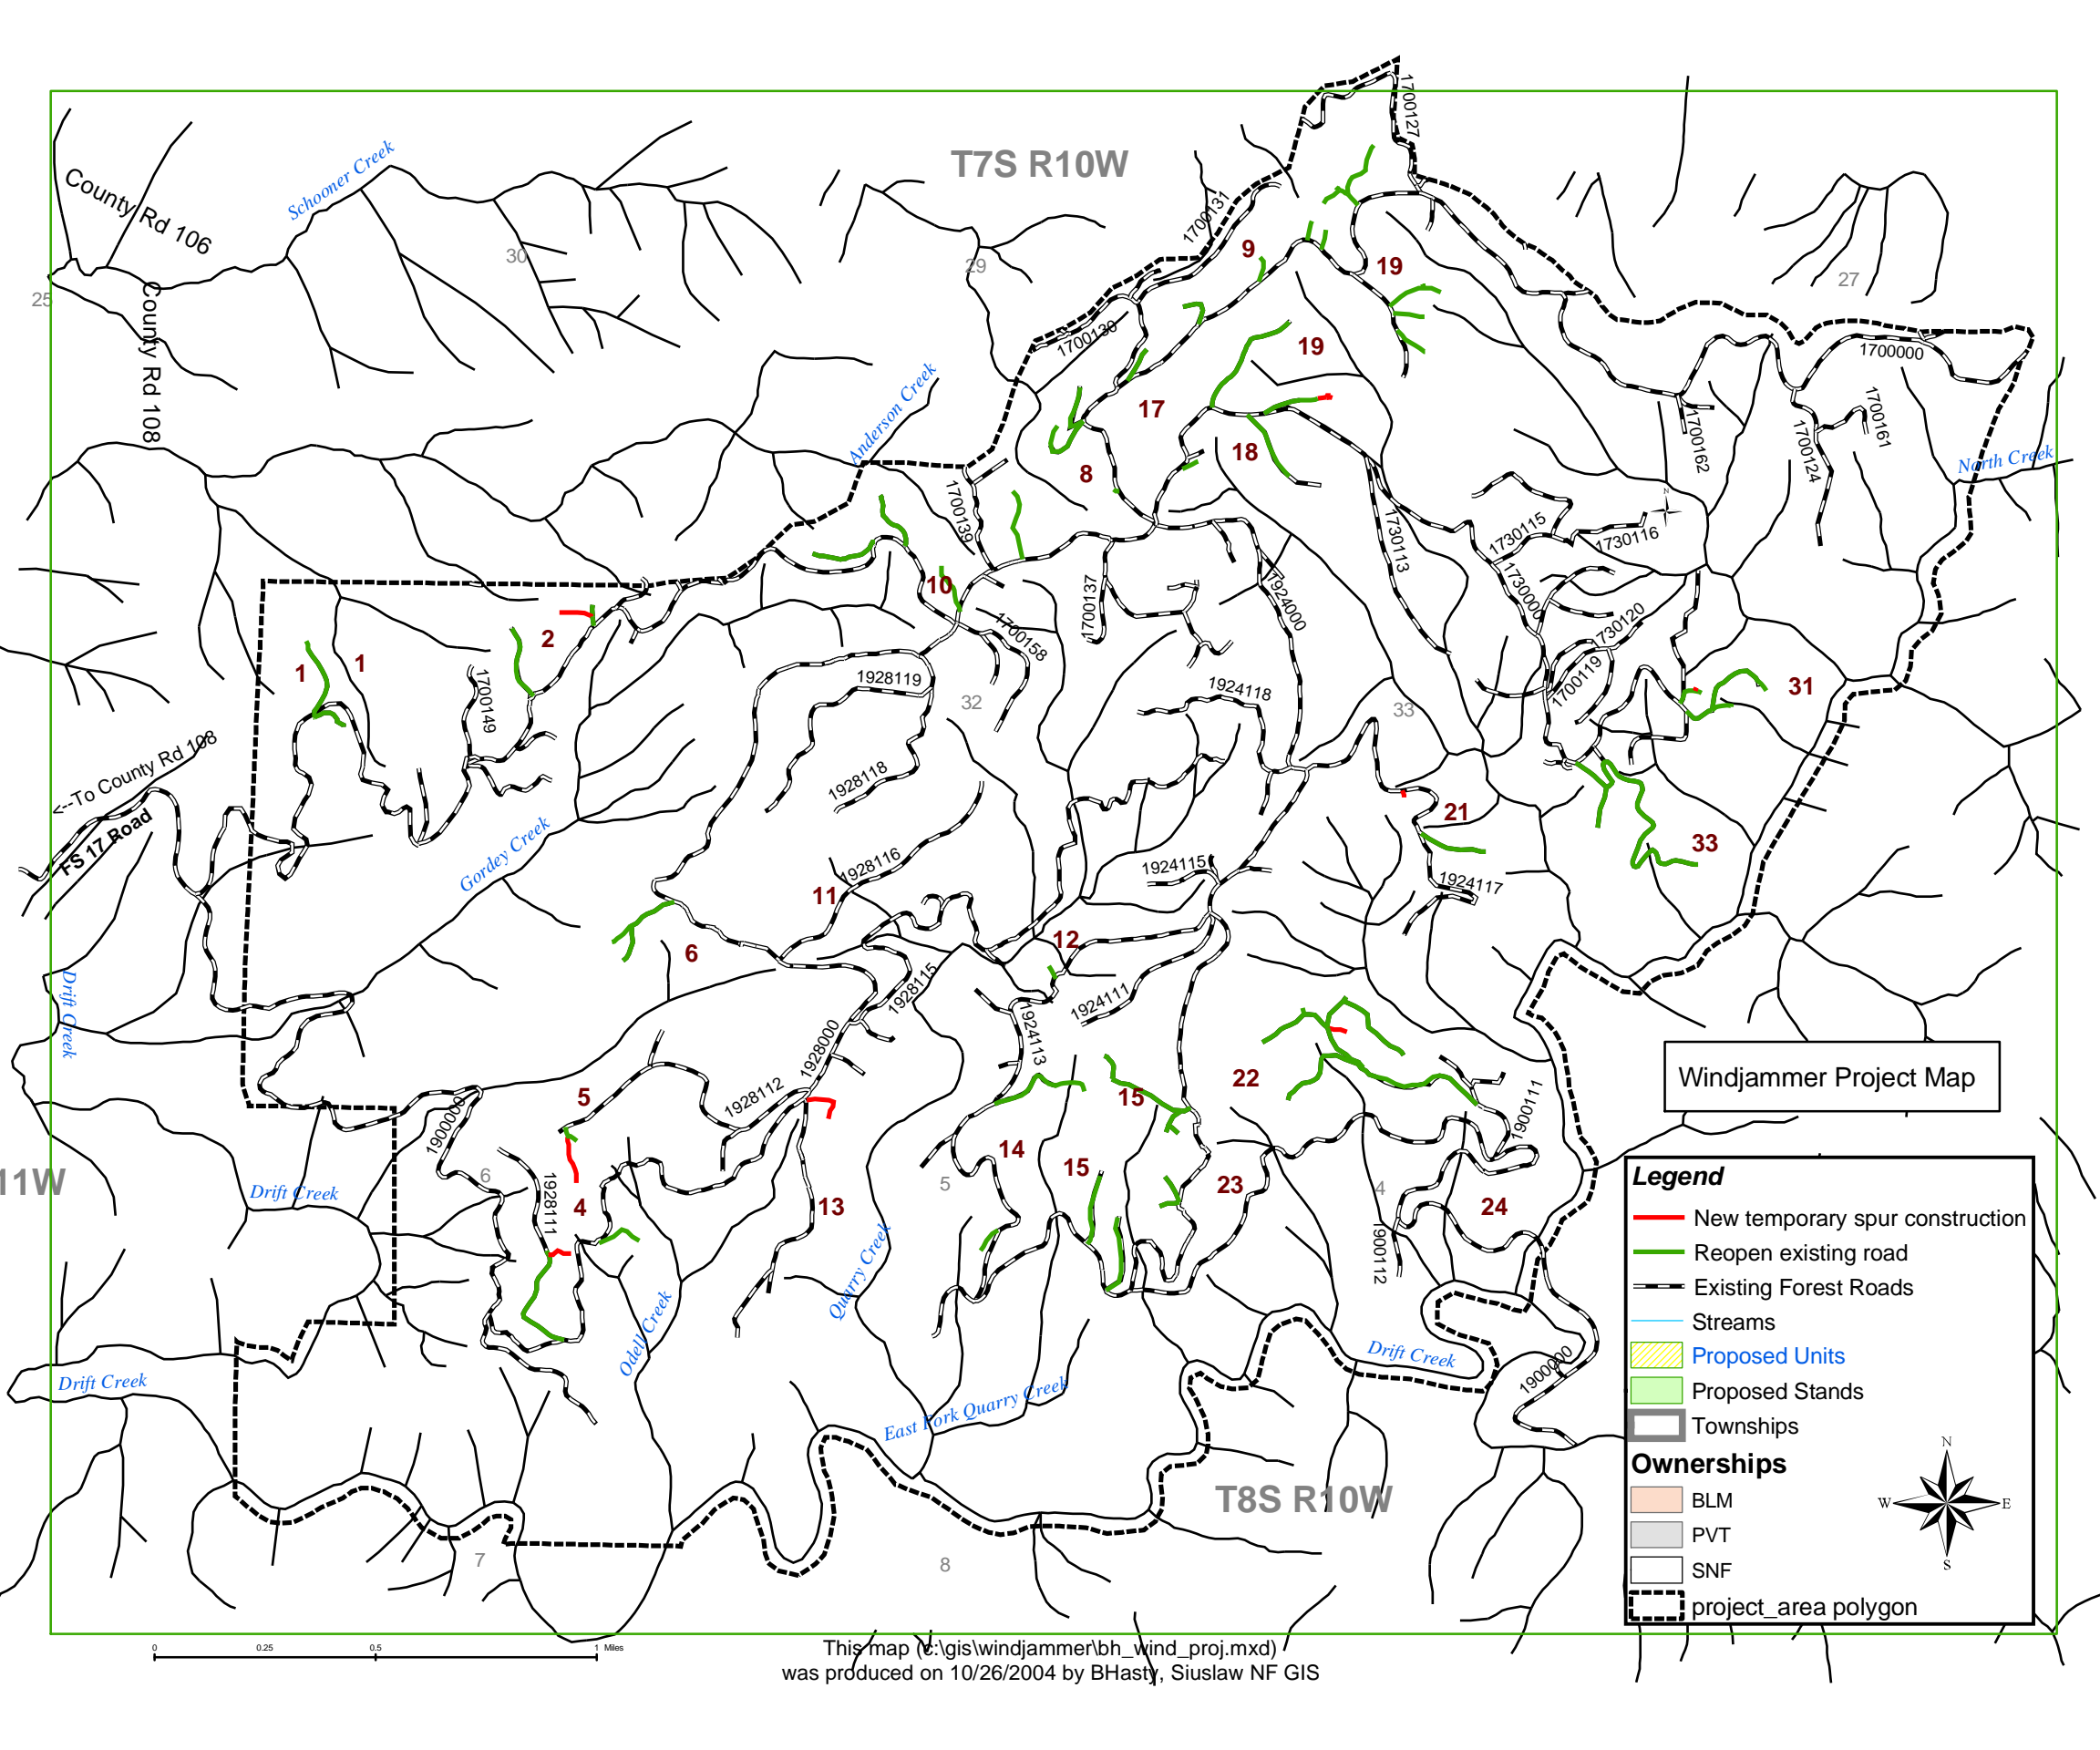 1700127
T7S R10W
County Rd 106
Schooner Creek
1700131
30
29
9
19
27
25
County Rd 108
1700130
1700000
19
Anderson Creek
17
1700161
1700162
1700124
18
8
North Creek
1700139
N
1730115
1730116
1730113
10
1700137
1924000
1730000
1700158
730120
2
1
1
1700149
1928119
32
1924118
33
1700119
31
<--To County Rd 108
FS 17 Road
1928118
21
33
Gordey Creek
1928116
1924115
1924117
11
6
12
Drift Creek
1928115
1924111
1924113
1928000
Windjammer Project Map
22
5
1928112
15
1900111
1900000
14
15
11W
6
Drift Creek
1928111
4
13
5
23
4
24
1900112
Quarry Creek
Odell Creek
Drift Creek
Drift Creek
1900000
East Fork Quarry Creek
T8S R10W
7
8
Legend
New temporary spur construction
Reopen existing road
Existing Forest Roads
Streams
Proposed Units
Proposed Stands
Townships
Ownerships
BLM
PVT
SNF
project_area polygon
N
W
E
S
0 0.25 0.5 1 Miles
This map (c:\gis\windjammer\bh_wind_proj.mxd)
was produced on 10/26/2004 by BHasty, Siuslaw NF GIS